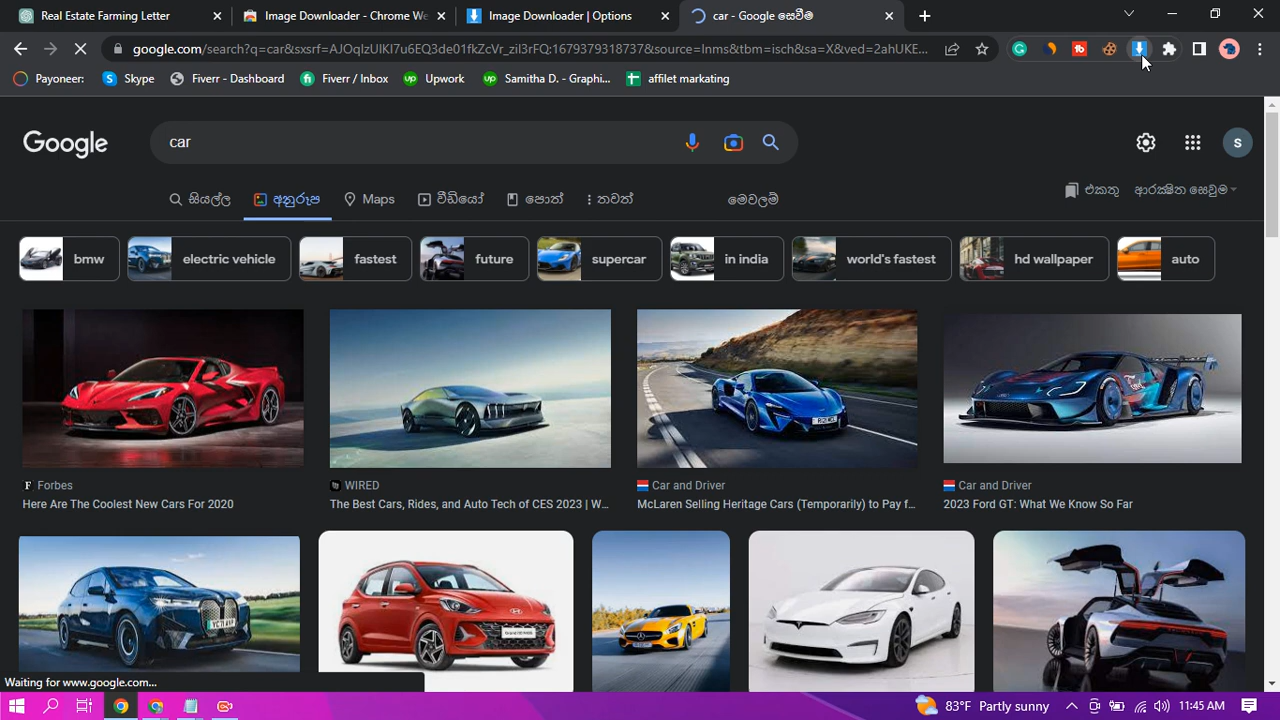 Real Estate Farming Letter
Image Downloader - Chrome We
Image Downloader | Options
car - Google සෙවීම
google.com/search?q=car&sxsrf=AJOqlzUIKI7u6EQ3de01fkZcVr_zil3rFQ:1679379318737&source=lnms&tbm=isch&sa=X&ved=2ahUKE...
Payoneer:
Skype
Fiverr - Dashboard
Fiverr / Inbox
Upwork
Samitha D. - Graphi...
affilet markating
Google
car
S
සියල්ල
අනුරූප
Maps
වීඩියෝ
පොත්
තවත්
මෙවලම්
එකතු
ආරක්ෂිත සෙවුම
bmw
electric vehicle
fastest
future
supercar
in india
world's fastest
hd wallpaper
auto
Forbes
Here Are The Coolest New Cars For 2020
WIRED
The Best Cars, Rides, and Auto Tech of CES 2023 | W...
Car and Driver
McLaren Selling Heritage Cars (Temporarily) to Pay f...
Car and Driver
2023 Ford GT: What We Know So Far
Waiting for www.google.com...
83°F Partly sunny
11:45 AM